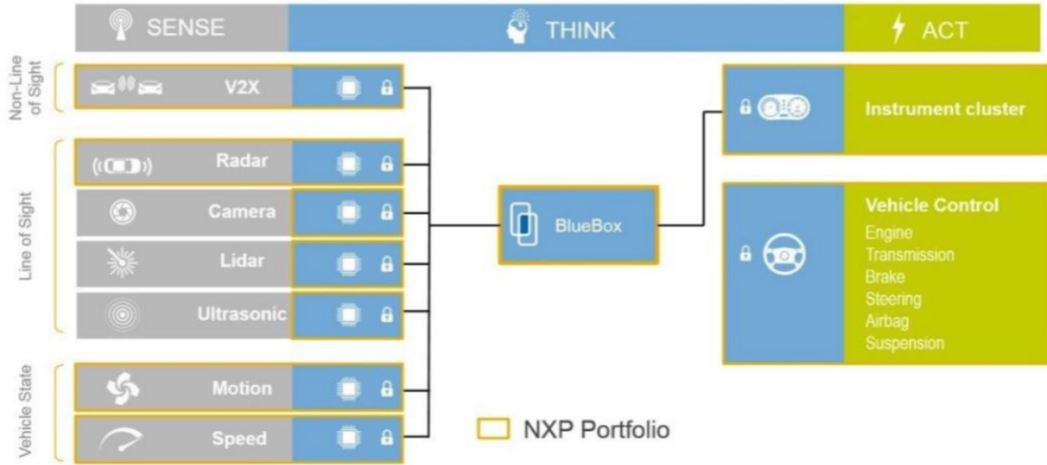 SENSE
THINK
ACT
Non-Line
of Sight
V2X
Line of Sight
Radar
Camera
Lidar
Ultrasonic
Vehicle State
Motion
Speed
BlueBox
Instrument cluster
Vehicle Control
Engine
Transmission
Brake
Steering
Airbag
Suspension
NXP Portfolio